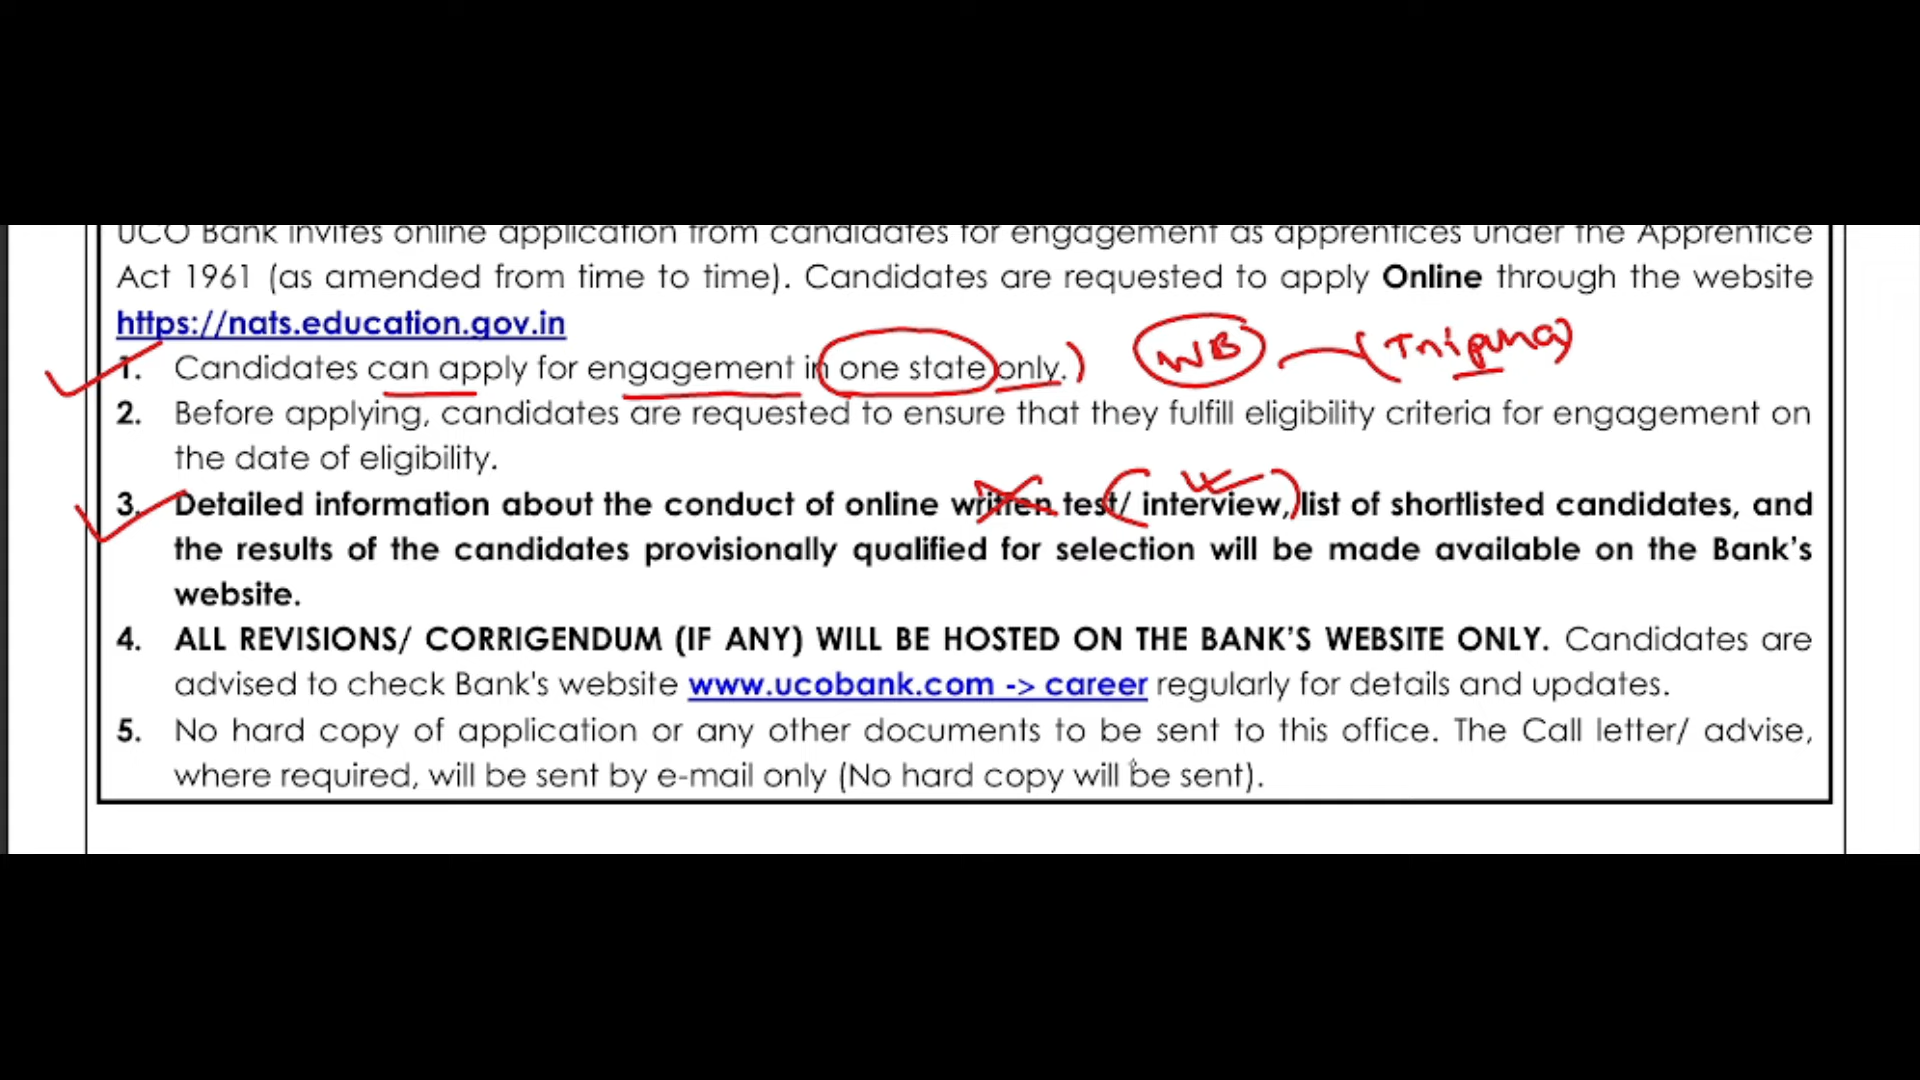 UCO Bank invites online application from candidates for engagement as apprentices under the Apprentice
Act 1961 (as amended from time to time). Candidates are requested to apply Online through the website
https://nats.education.gov.in
1. Candidates can apply for engagement in one state only.) WB (Tripura)
2. Before applying, candidates are requested to ensure that they fulfill eligibility criteria for engagement on
the date of eligibility.
3. Detailed information about the conduct of online written test/ interview, list of shortlisted candidates, and
the results of the candidates provisionally qualified for selection will be made available on the Bank’s
website.
4. ALL REVISIONS/ CORRIGENDUM (IF ANY) WILL BE HOSTED ON THE BANK’S WEBSITE ONLY. Candidates are
advised to check Bank's website www.ucobank.com -> career regularly for details and updates.
5. No hard copy of application or any other documents to be sent to this office. The Call letter/ advise,
where required, will be sent by e-mail only (No hard copy will be sent).